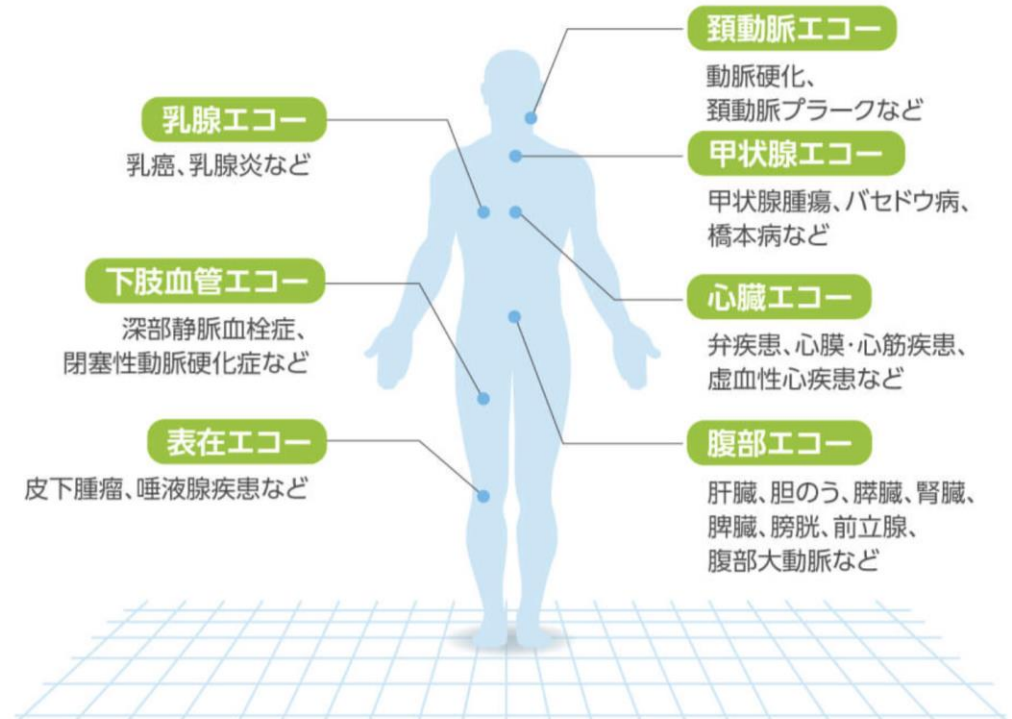 乳腺エコー
乳癌、乳腺炎など
下肢血管エコー
深部静脈血栓症、
閉塞性動脈硬化症など
表在エコー
皮下腫瘤、唾液腺疾患など
頚動脈エコー
動脈硬化、
頚動脈プラークなど
甲状腺エコー
甲状腺腫瘍、バセドウ病、
橋本病など
心臓エコー
弁疾患、心膜・心筋疾患、
虚血性心疾患など
腹部エコー
肝臓、胆のう、膵臓、腎臓、
脾臓、膀胱、前立腺、
腹部大動脈など